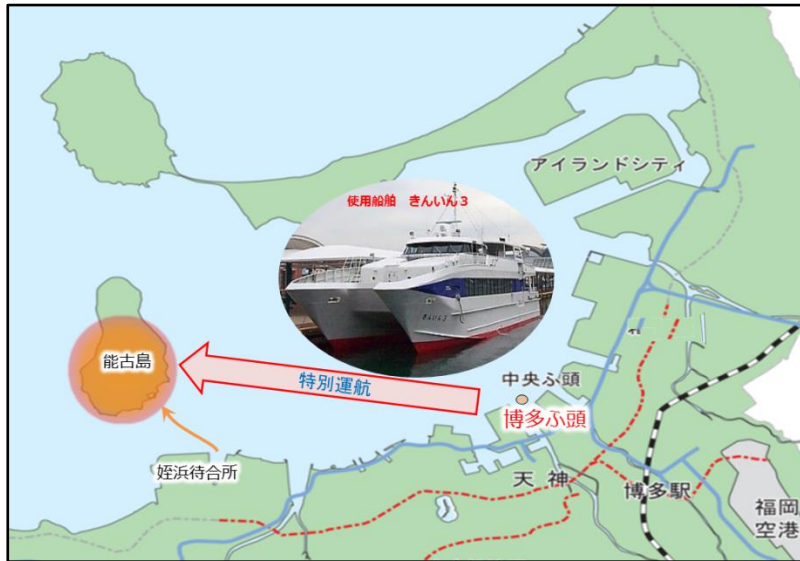 アイランドシティ
使用船舶　きんいん３
能古島
特別運航
中央ふ頭
博多ふ頭
姪浜待合所
天神
博多駅
福岡
空港